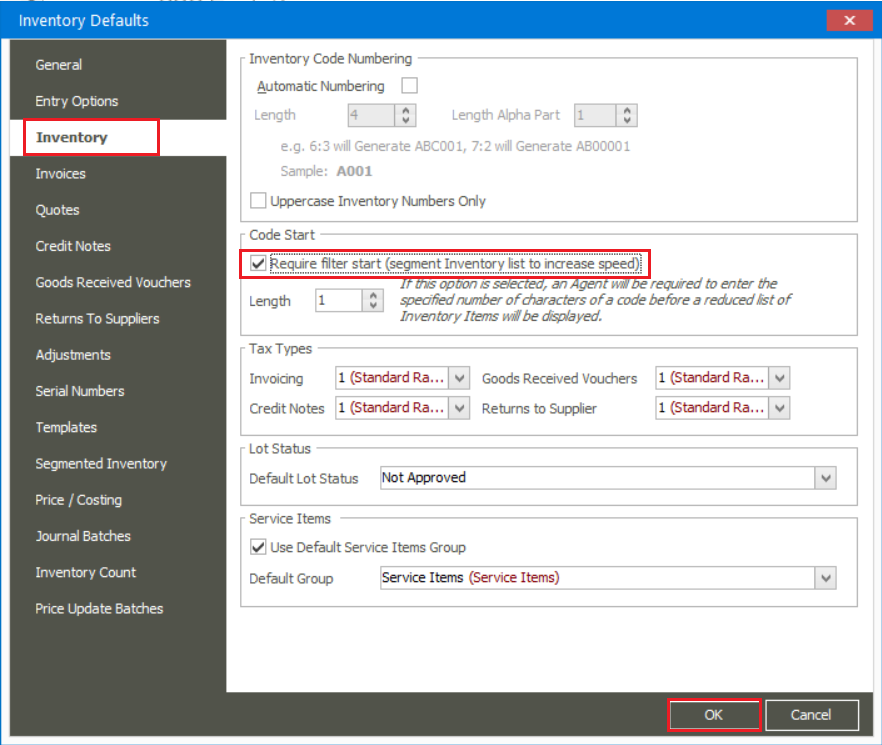 Inventory Defaults
General
Entry Options
Inventory
Invoices
Quotes
Credit Notes
Goods Received Vouchers
Returns To Suppliers
Adjustments
Serial Numbers
Templates
Segmented Inventory
Price / Costing
Journal Batches
Inventory Count
Price Update Batches
Inventory Code Numbering
Automatic Numbering
Length 4 Length Alpha Part 1
e.g. 6:3 will Generate ABC001, 7:2 will Generate AB00001
Sample: A001
Uppercase Inventory Numbers Only
Code Start
Require filter start (segment Inventory list to increase speed)
If this option is selected, an Agent will be required to enter the
Length 1 specified number of characters of a code before a reduced list of
Inventory Items will be displayed.
Tax Types
Invoicing 1 (Standard Ra... Goods Received Vouchers 1 (Standard Ra...
Credit Notes 1 (Standard Ra... Returns to Supplier 1 (Standard Ra...
Lot Status
Default Lot Status Not Approved
Service Items
Use Default Service Items Group
Default Group Service Items (Service Items)
OK Cancel